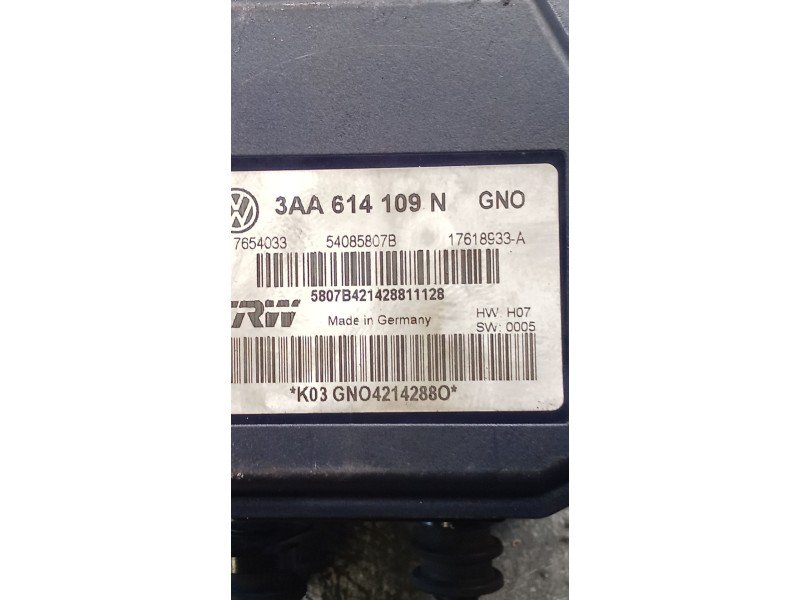 3AA 614 109 N GNO
7654033 54085807B 17618933-A
5807B421428811128
TRW Made in Germany HW: H07
SW: 0005
*K03 GNO42142880*